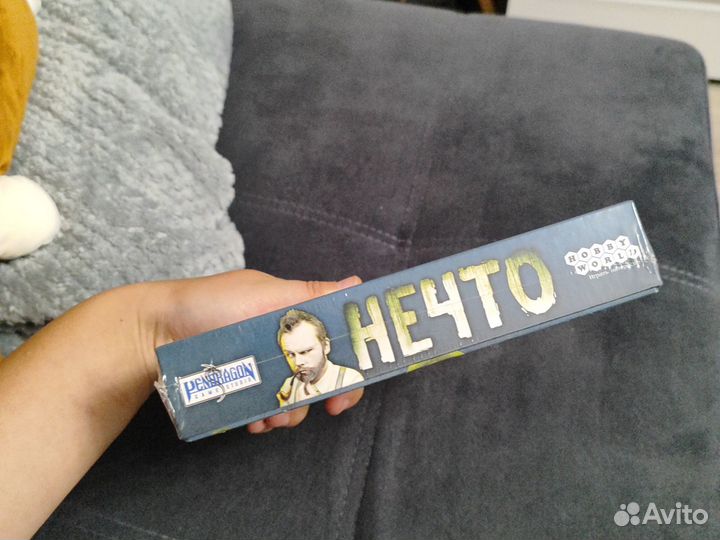 PENDRAGON
GAME STUDIO
НЕЧТО
HOBBY
WORLD
Avito